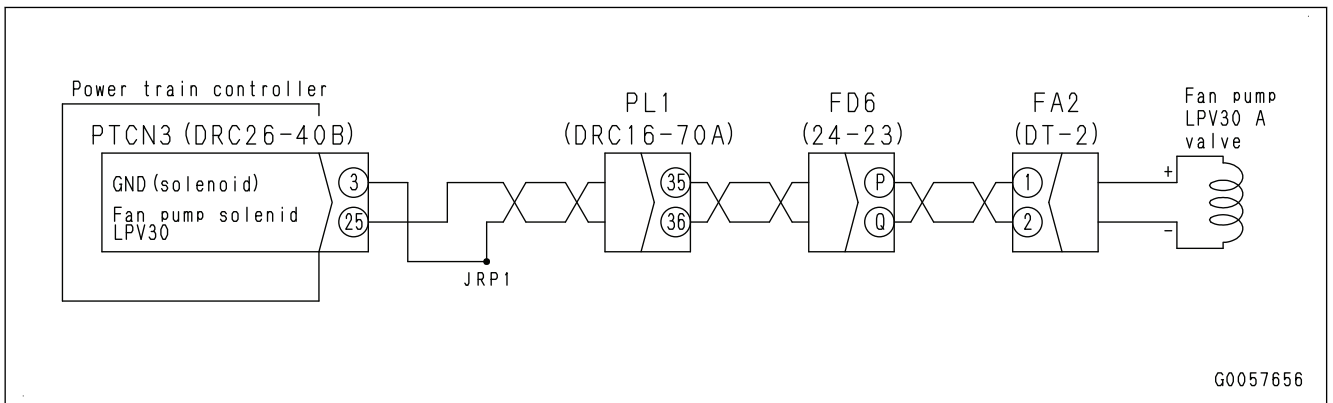 Power train controller
PTCN3 (DRC26-40B)
GND (solenoid)
3
Fan pump solenid
LPV30
25
JRP1
PL1
(DRC16-70A)
35
36
FD6
(24-23)
P
Q
FA2
(DT-2)
1
2
+
-
Fan pump
LPV30 A
valve
G0057656